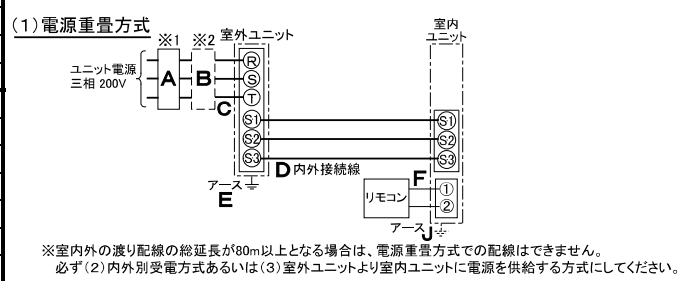 (1)電源重畳方式
※1 ※2 室外ユニット
室内
ユニット
ユニット電源
三相 200V
A B C
R
S
T
S1 S1
S2 S2
S3 S3
D 内外接続線
アース
E
F
リモコン
①
②
アース J
※室内外の渡り配線の総延長が80m以上となる場合は、電源重畳方式での配線はできません。
必ず(2)内外別受電方式あるいは(3)室外ユニットより室内ユニットに電源を供給する方式にしてください。